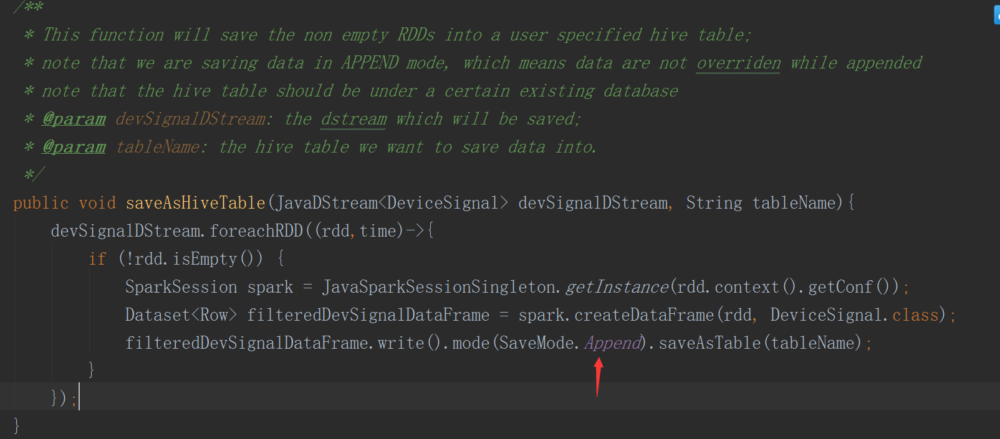 /**
* This function will save the non empty RDDs into a user specified hive table;
* note that we are saving data in APPEND mode, which means data are not overriden while appended
* note that the hive table should be under a certain existing database
* @param devSignalDStream: the dstream which will be saved;
* @param tableName: the hive table we want to save data into.
*/
public void saveAsHiveTable(JavaDStream<DeviceSignal> devSignalDStream, String tableName){
devSignalDStream.foreachRDD((rdd,time)->{
if (!rdd.isEmpty()) {
SparkSession spark = JavaSparkSessionSingleton.getInstance(rdd.context().getConf());
Dataset<Row> filteredDevSignalDataFrame = spark.createDataFrame(rdd, DeviceSignal.class);
filteredDevSignalDataFrame.write().mode(SaveMode.Append).saveAsTable(tableName);
}
});
}